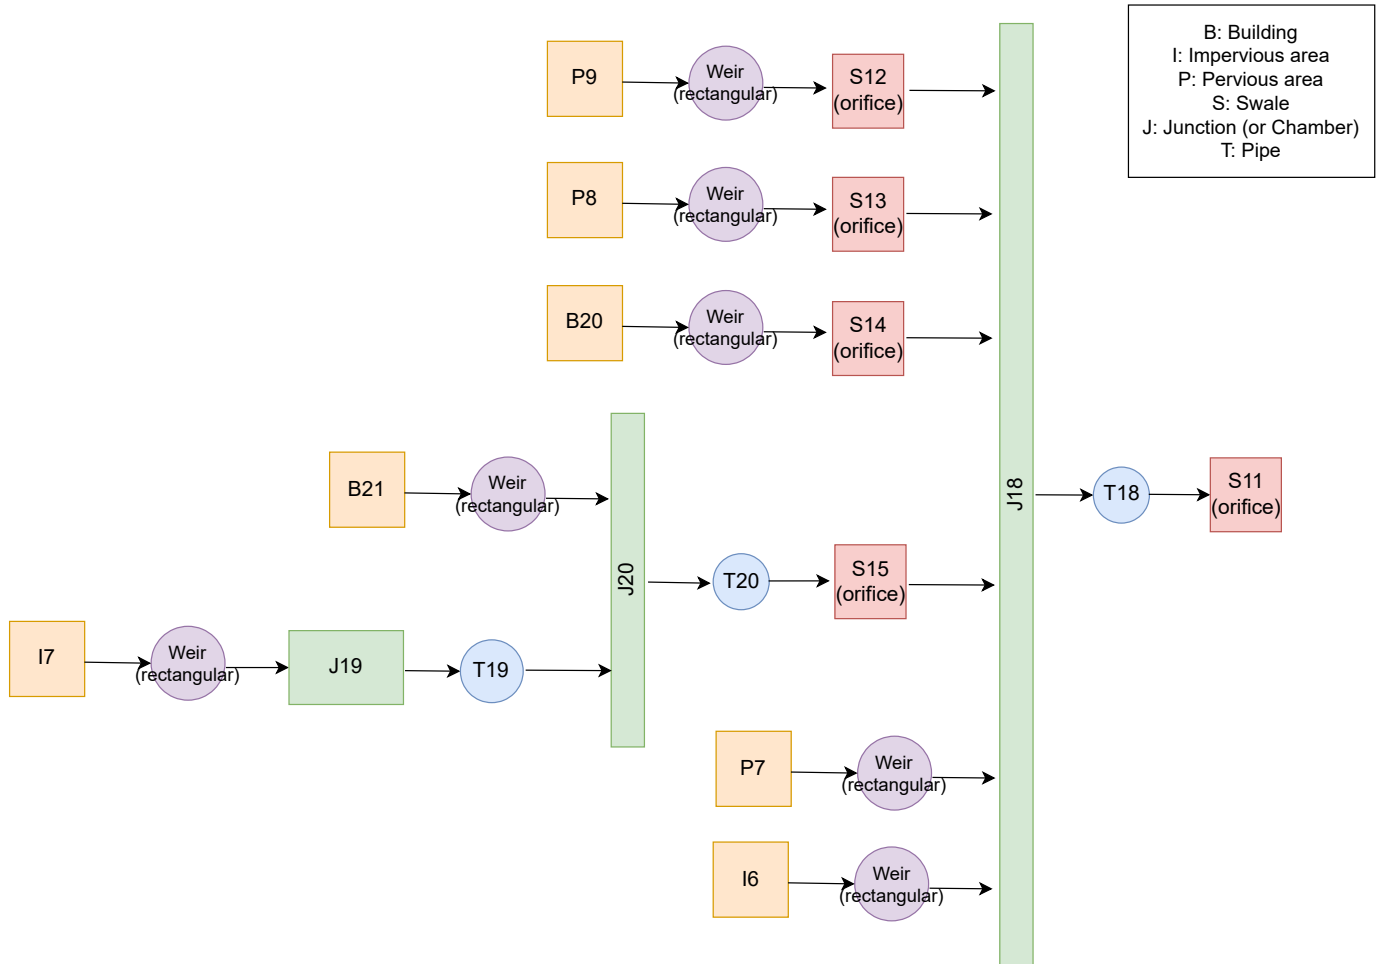 B: Building
I: Impervious area
P: Pervious area
S: Swale
J: Junction (or Chamber)
T: Pipe
P9
Weir
(rectangular)
S12
(orifice)
P8
Weir
(rectangular)
S13
(orifice)
B20
Weir
(rectangular)
S14
(orifice)
B21
Weir
(rectangular)
J20
T20
S15
(orifice)
I7
Weir
(rectangular)
J19
T19
P7
Weir
(rectangular)
I6
Weir
(rectangular)
J18
T18
S11
(orifice)